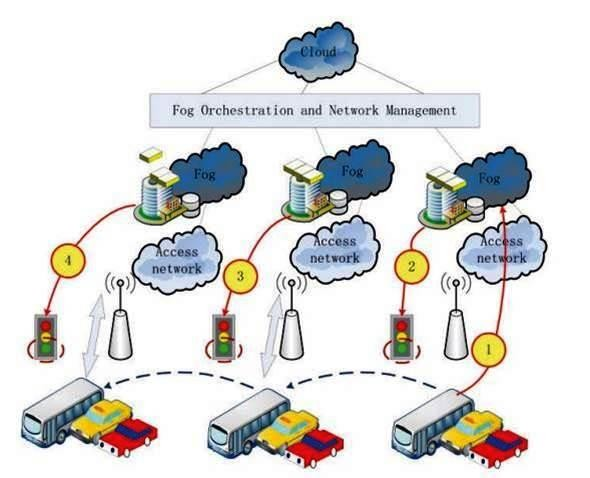 Cloud
Fog Orchestration and Network Management
Fog
Fog
Fog
Access
network
Access
network
Access
network
4
3
2
1